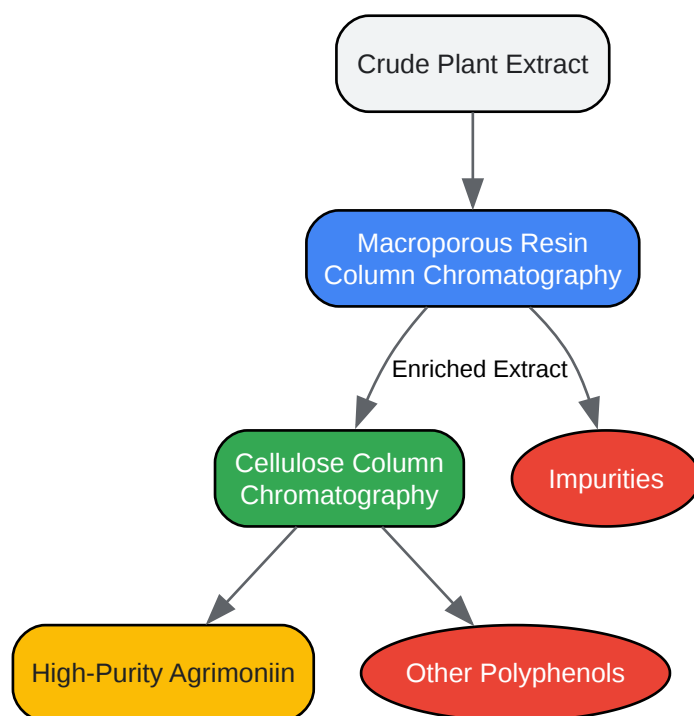 Crude Plant Extract
Macroporous Resin
Column Chromatography
Enriched Extract
Cellulose Column
Chromatography
Impurities
High-Purity Agrimoniin
Other Polyphenols